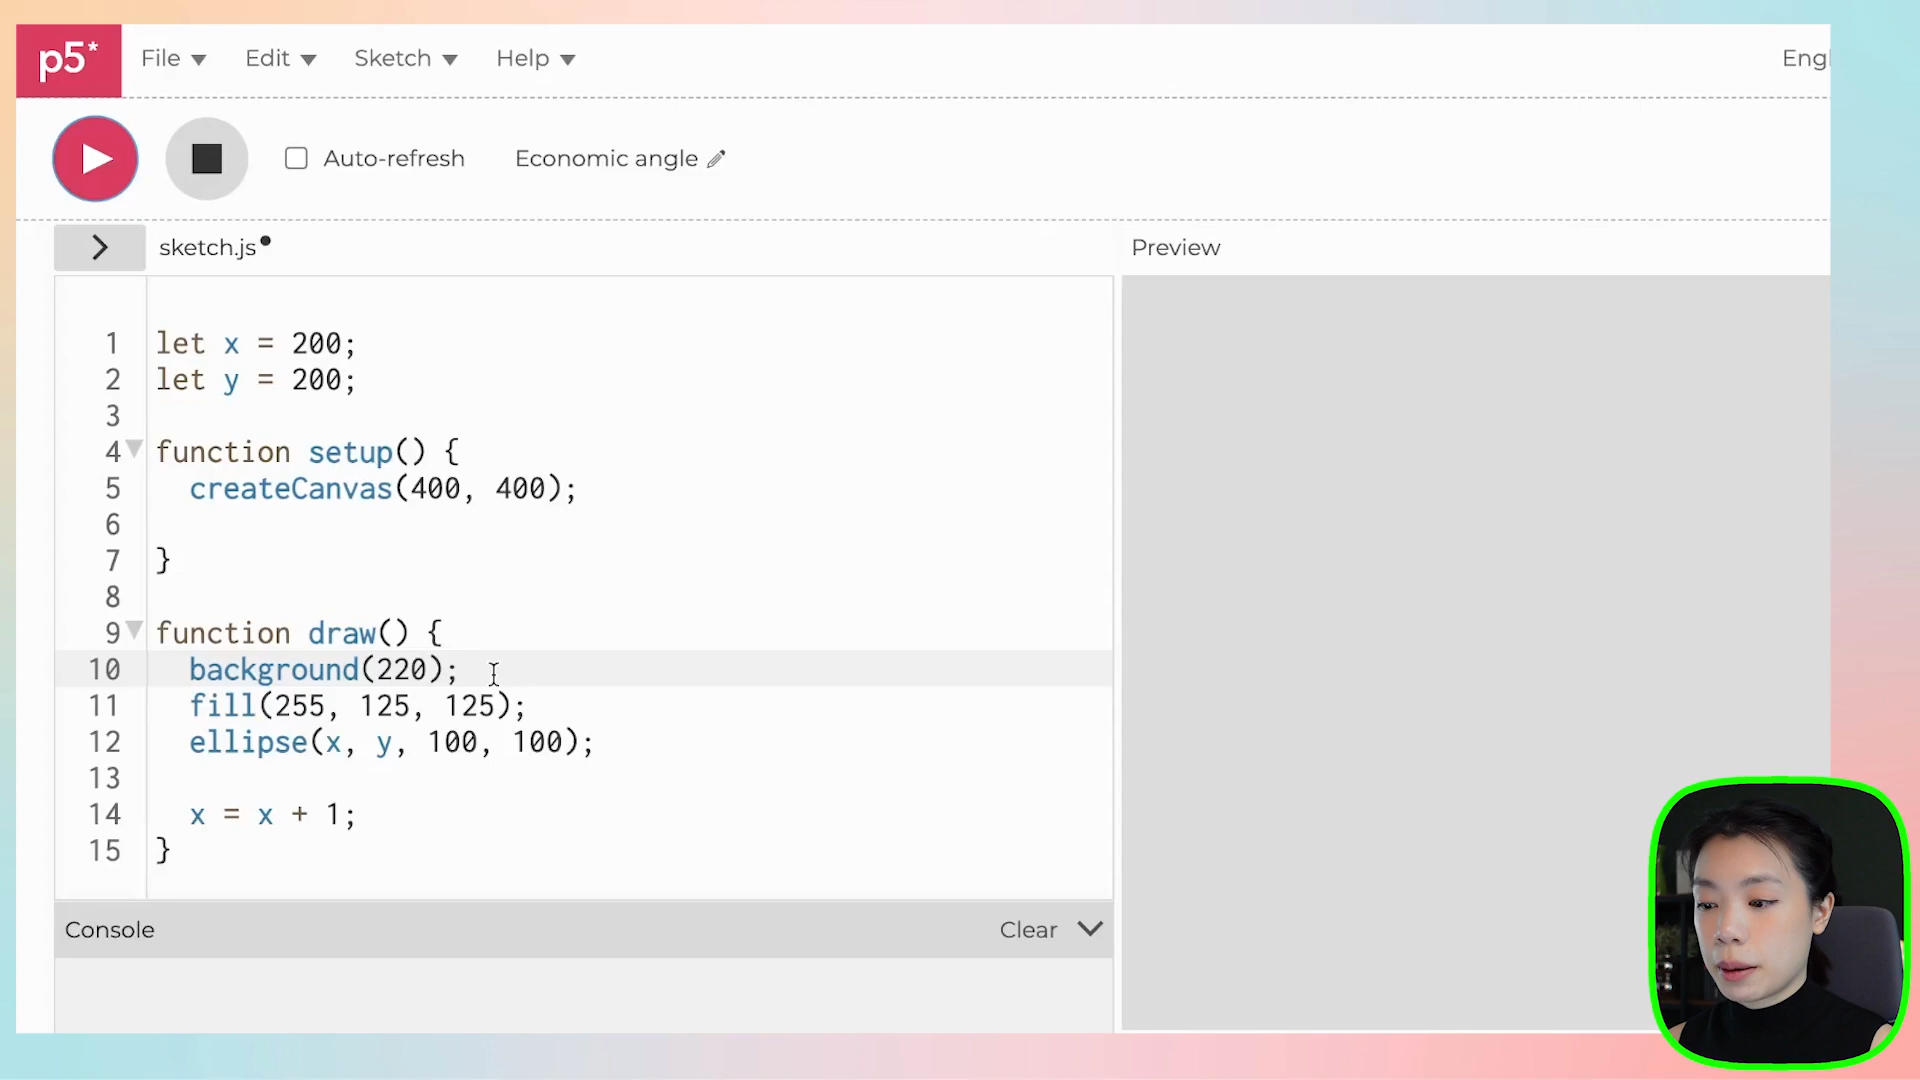 p5* File Edit Sketch Help Engl
Auto-refresh Economic angle
sketch.js Preview
1 let x = 200;
2 let y = 200;
3
4 function setup() {
5 createCanvas(400, 400);
6
7 }
8
9 function draw() {
10 background(220);
11 fill(255, 125, 125);
12 ellipse(x, y, 100, 100);
13
14 x = x + 1;
15 }
Console Clear